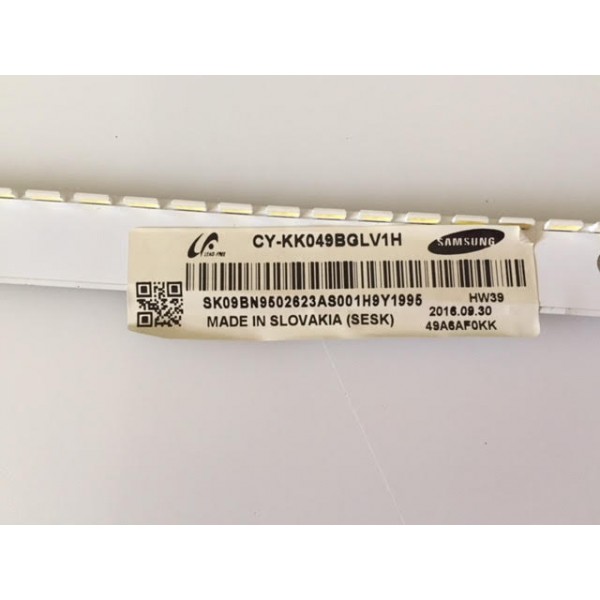 LEAD FREE CY-KK049BGLV1H SAMSUNG
SK09BN9502623AS001H9Y1995 HW39
MADE IN SLOVAKIA (SESK) 2016.09.30
49A6AF0KK